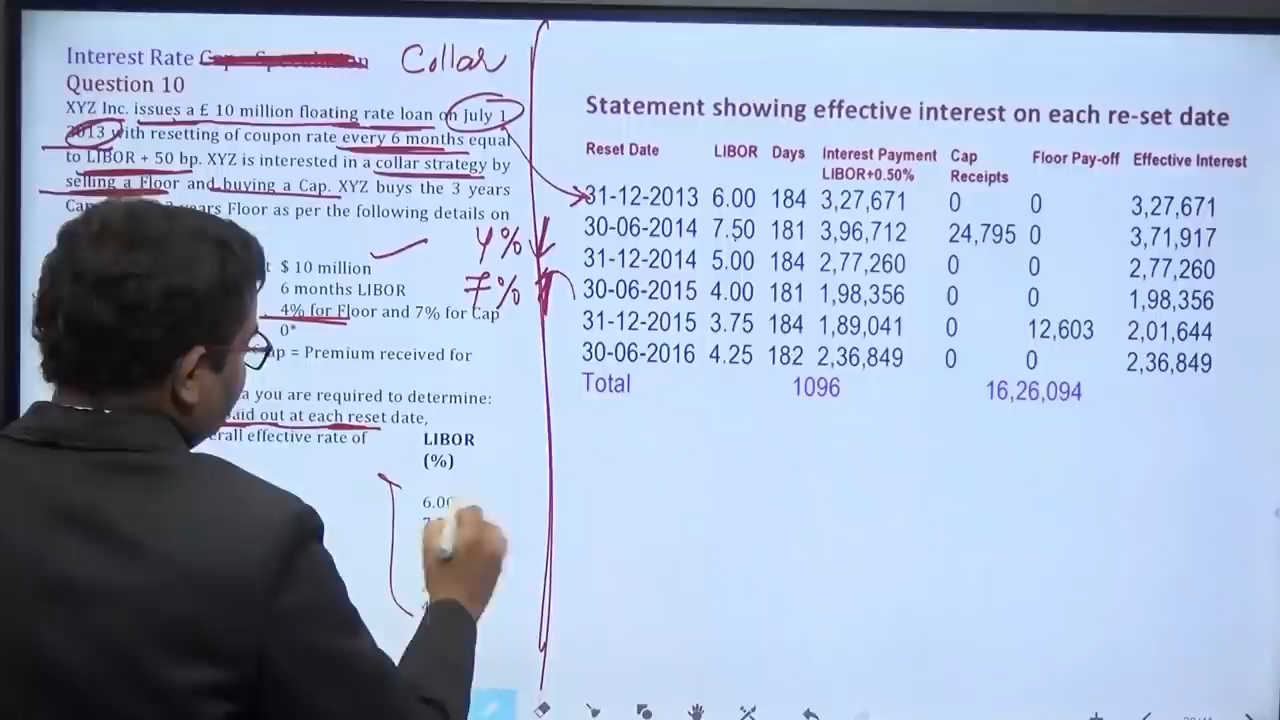 Interest Rate Collar
Question 10
XYZ Inc. issues a £ 10 million floating rate loan on July 1
2013 with resetting of coupon rate every 6 months equal
to LIBOR + 50 bp. XYZ is interested in a collar strategy by
selling a Floor and buying a Cap. XYZ buys the 3 years
Floor as per the following details on
4%
$ 10 million
6 months LIBOR
7%
4% for Floor and 7% for Cap
0*
= Premium received for
you are required to determine:
out at each reset date,
effective rate of
LIBOR
(%)
Statement showing effective interest on each re-set date
Reset Date LIBOR Days Interest Payment LIBOR+0.50% Cap Receipts Floor Pay-off Effective Interest
31-12-2013 6.00 184 3,27,671 0 0 3,27,671
30-06-2014 7.50 181 3,96,712 24,795 0 3,71,917
31-12-2014 5.00 184 2,77,260 0 0 2,77,260
30-06-2015 4.00 181 1,98,356 0 0 1,98,356
31-12-2015 3.75 184 1,89,041 0 12,603 2,01,644
30-06-2016 4.25 182 2,36,849 0 0 2,36,849
Total 1096 16,26,094